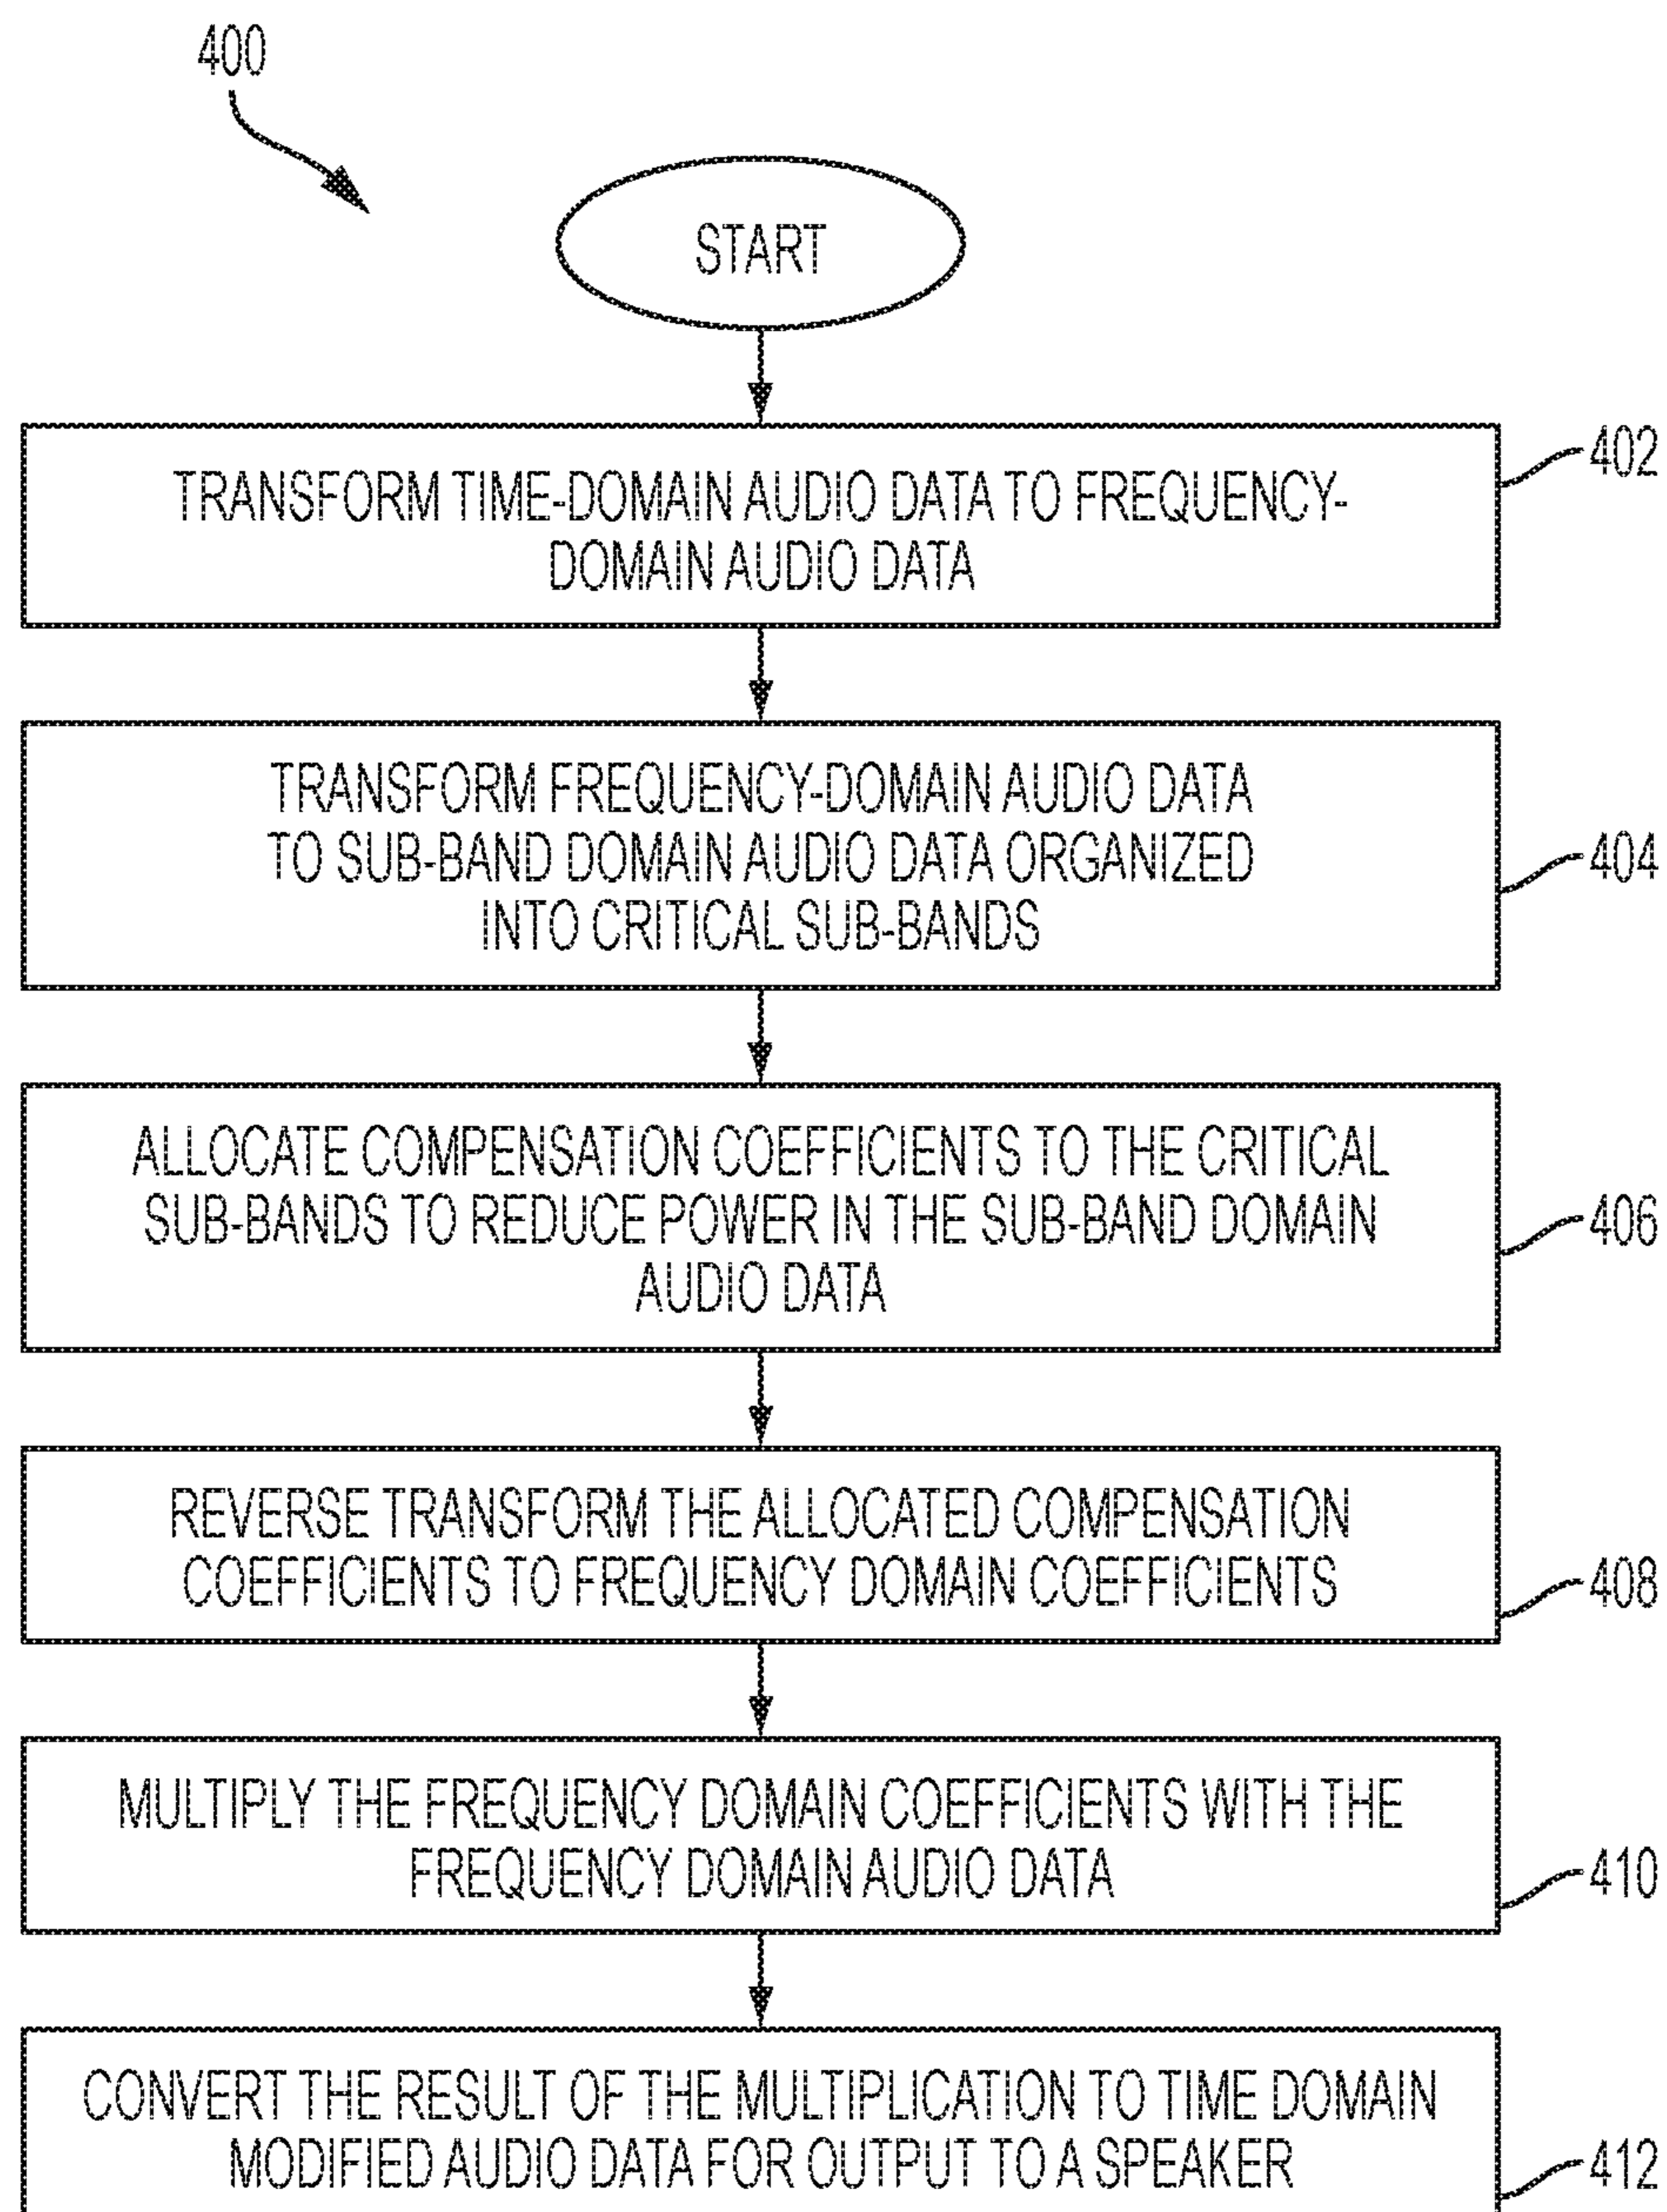 400
START
TRANSFORM TIME-DOMAIN AUDIO DATA TO FREQUENCY-
DOMAIN AUDIO DATA
402
TRANSFORM FREQUENCY-DOMAIN AUDIO DATA
TO SUB-BAND DOMAIN AUDIO DATA ORGANIZED
INTO CRITICAL SUB-BANDS
404
ALLOCATE COMPENSATION COEFFICIENTS TO THE CRITICAL
SUB-BANDS TO REDUCE POWER IN THE SUB-BAND DOMAIN
AUDIO DATA
406
REVERSE TRANSFORM THE ALLOCATED COMPENSATION
COEFFICIENTS TO FREQUENCY DOMAIN COEFFICIENTS
408
MULTIPLY THE FREQUENCY DOMAIN COEFFICIENTS WITH THE
FREQUENCY DOMAIN AUDIO DATA
410
CONVERT THE RESULT OF THE MULTIPLICATION TO TIME DOMAIN
MODIFIED AUDIO DATA FOR OUTPUT TO A SPEAKER
412